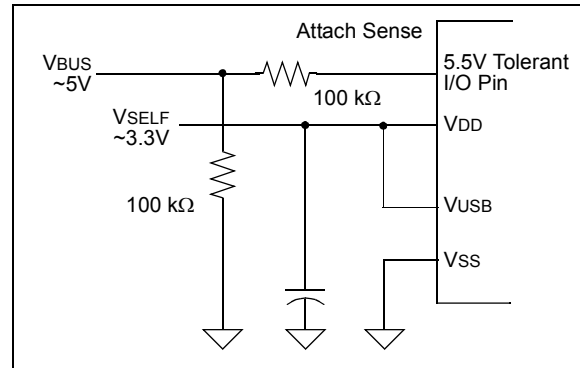 Attach Sense
VBUS
~5V
5.5V Tolerant
I/O Pin
100 kΩ
VSELF
~3.3V
VDD
100 kΩ
VUSB
VSS